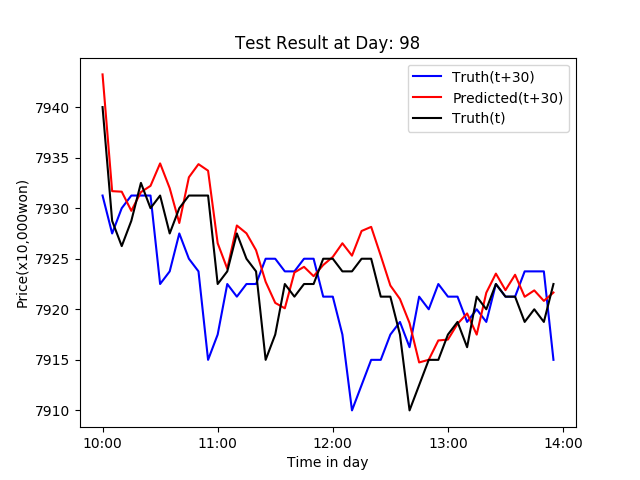 Test Result at Day: 98
Truth(t+30)
Predicted(t+30)
Truth(t)
Price(x10,000won)
7940
7935
7930
7925
7920
7915
7910
10:00 11:00 12:00 13:00 14:00
Time in day